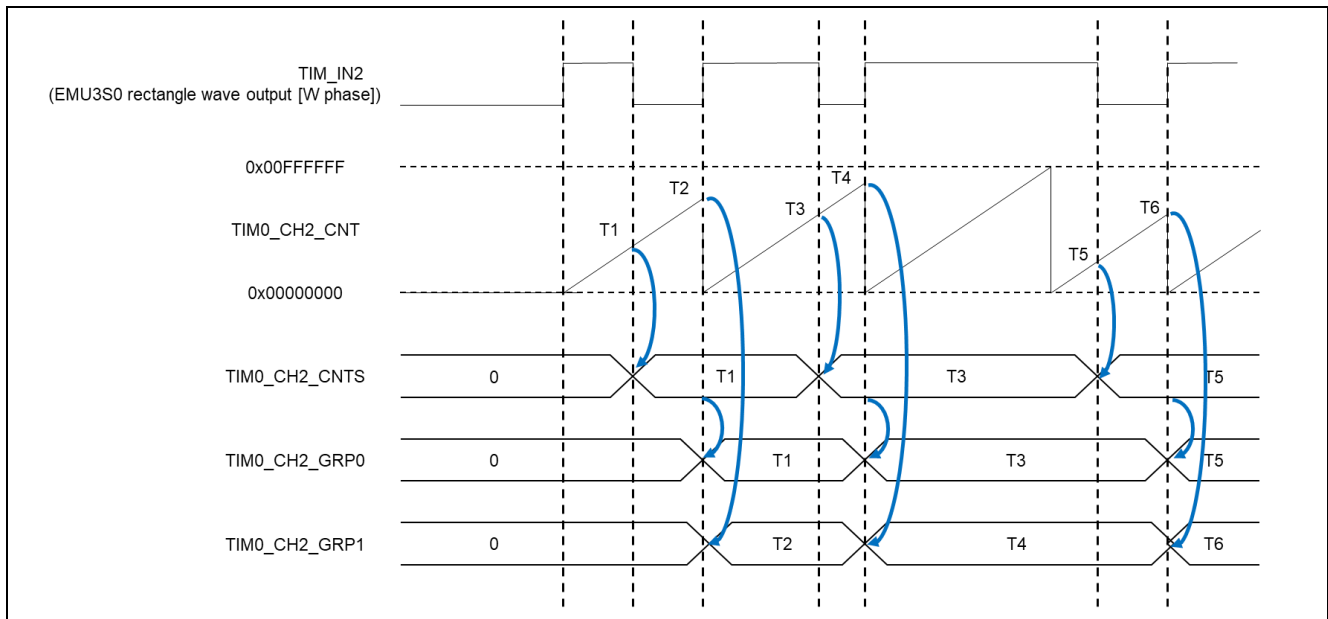 TIM_IN2
(EMU3S0 rectangle wave output [W phase])
0x00FFFFFF
T1
T2
T3
T4
T5
T6
TIM0_CH2_CNT
0x00000000
TIM0_CH2_CNTS
0
T1
T3
T5
TIM0_CH2_GRP0
0
T1
T3
T5
TIM0_CH2_GRP1
0
T2
T4
T6